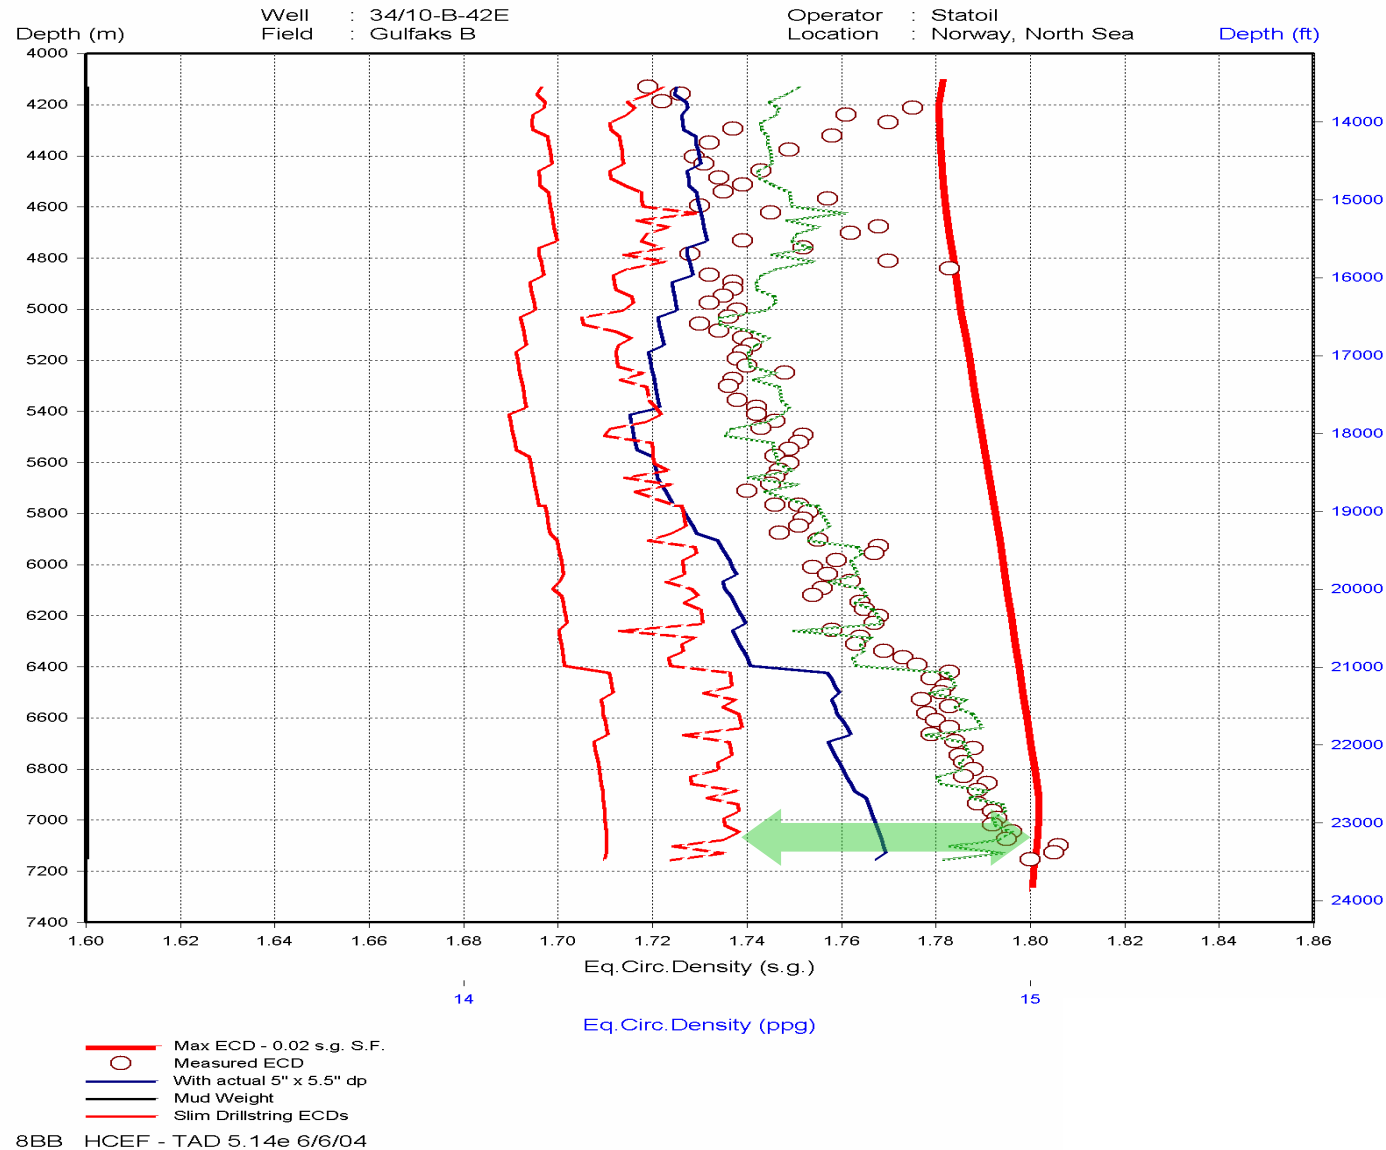 Well : 34/10-B-42E Operator : Statoil
Depth (m) Field : Gulfaks B Location : Norway, North Sea Depth (ft)
4000
4200
14000
4400
4600
15000
4800
16000
5000
5200
17000
5400
18000
5600
5800
19000
6000
20000
6200
6400
21000
6600
22000
6800
7000
23000
7200
24000
7400
1.60 1.62 1.64 1.66 1.68 1.70 1.72 1.74 1.76 1.78 1.80 1.82 1.84 1.86
Eq.Circ.Density (s.g.)
14 15
Eq.Circ.Density (ppg)
Max ECD - 0.02 s.g. S.F.
Measured ECD
With actual 5" x 5.5" dp
Mud Weight
Slim Drillstring ECDs
8BB HCEF - TAD 5.14e 6/6/04